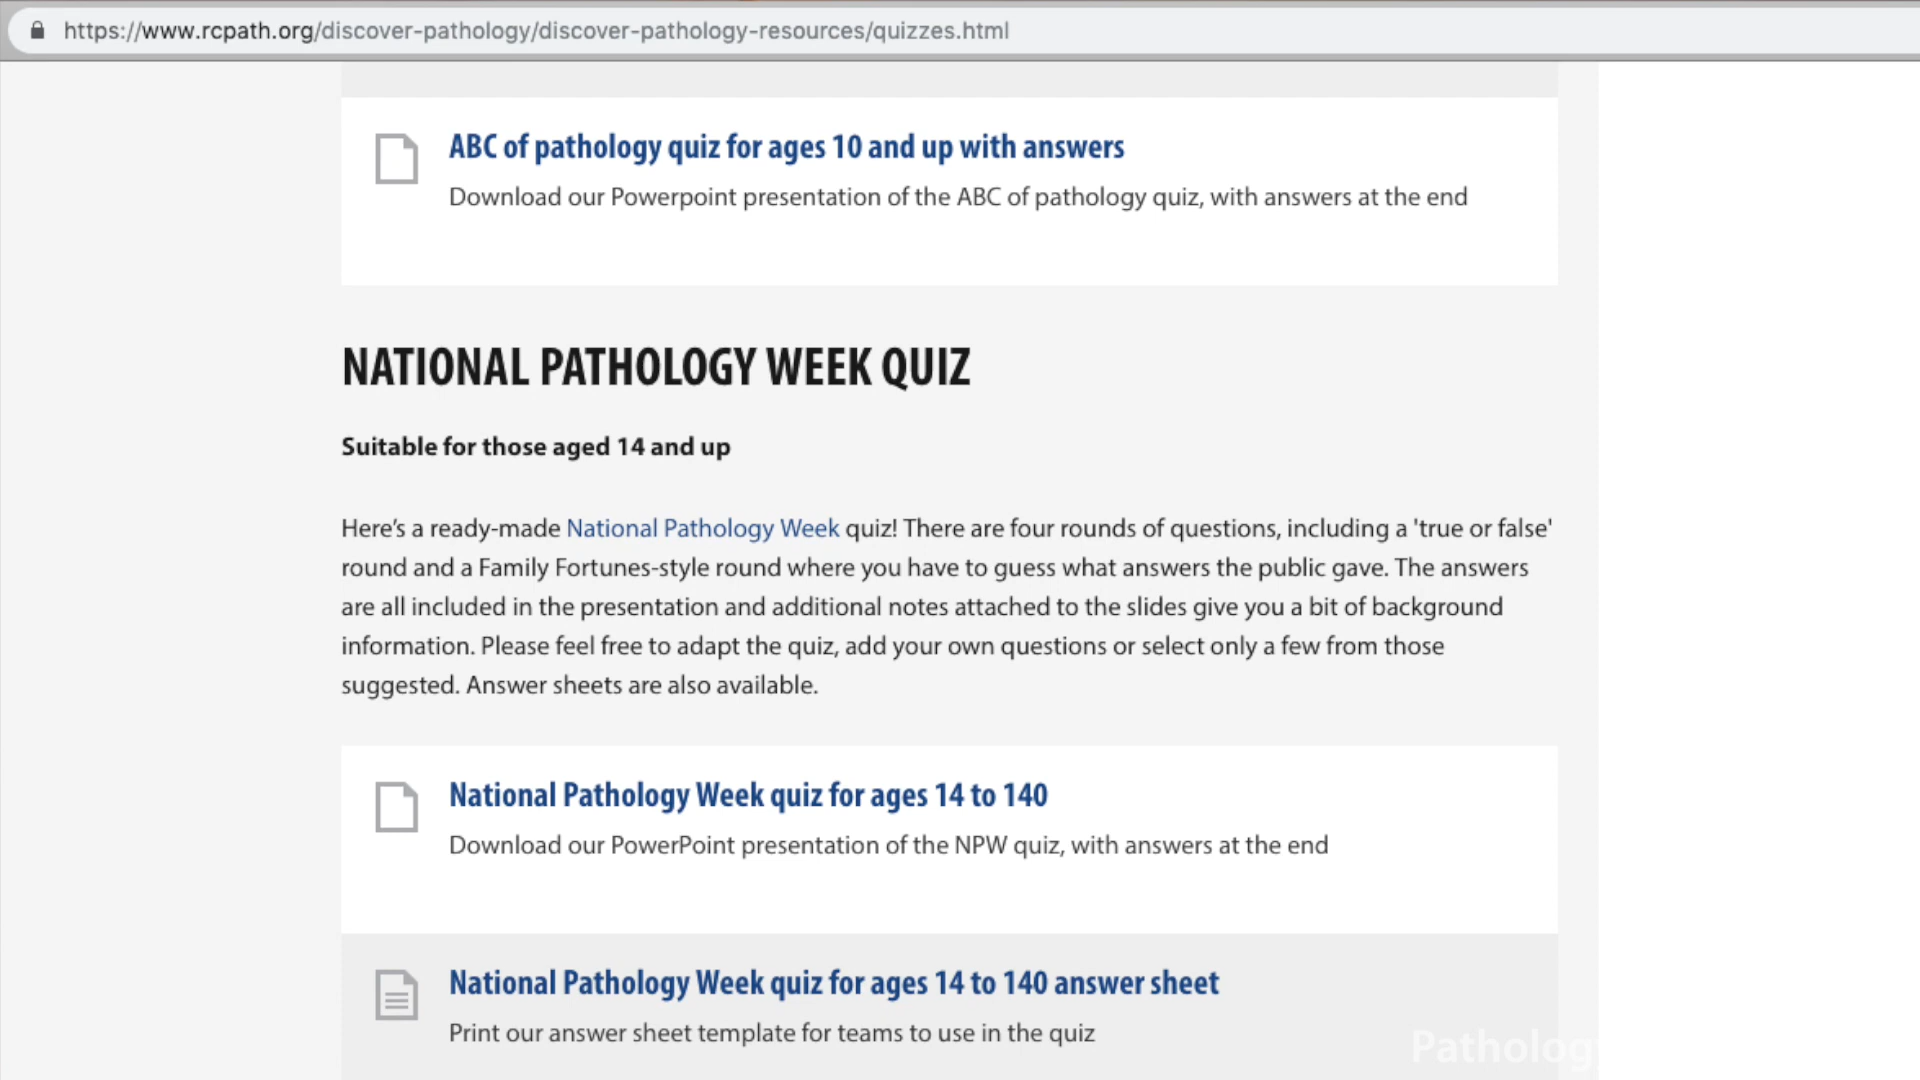 https://www.rcpath.org/discover-pathology/discover-pathology-resources/quizzes.html
ABC of pathology quiz for ages 10 and up with answers
Download our Powerpoint presentation of the ABC of pathology quiz, with answers at the end
NATIONAL PATHOLOGY WEEK QUIZ
Suitable for those aged 14 and up
Here's a ready-made National Pathology Week quiz! There are four rounds of questions, including a 'true or false'
round and a Family Fortunes-style round where you have to guess what answers the public gave. The answers
are all included in the presentation and additional notes attached to the slides give you a bit of background
information. Please feel free to adapt the quiz, add your own questions or select only a few from those
suggested. Answer sheets are also available.
National Pathology Week quiz for ages 14 to 140
Download our PowerPoint presentation of the NPW quiz, with answers at the end
National Pathology Week quiz for ages 14 to 140 answer sheet
Print our answer sheet template for teams to use in the quiz